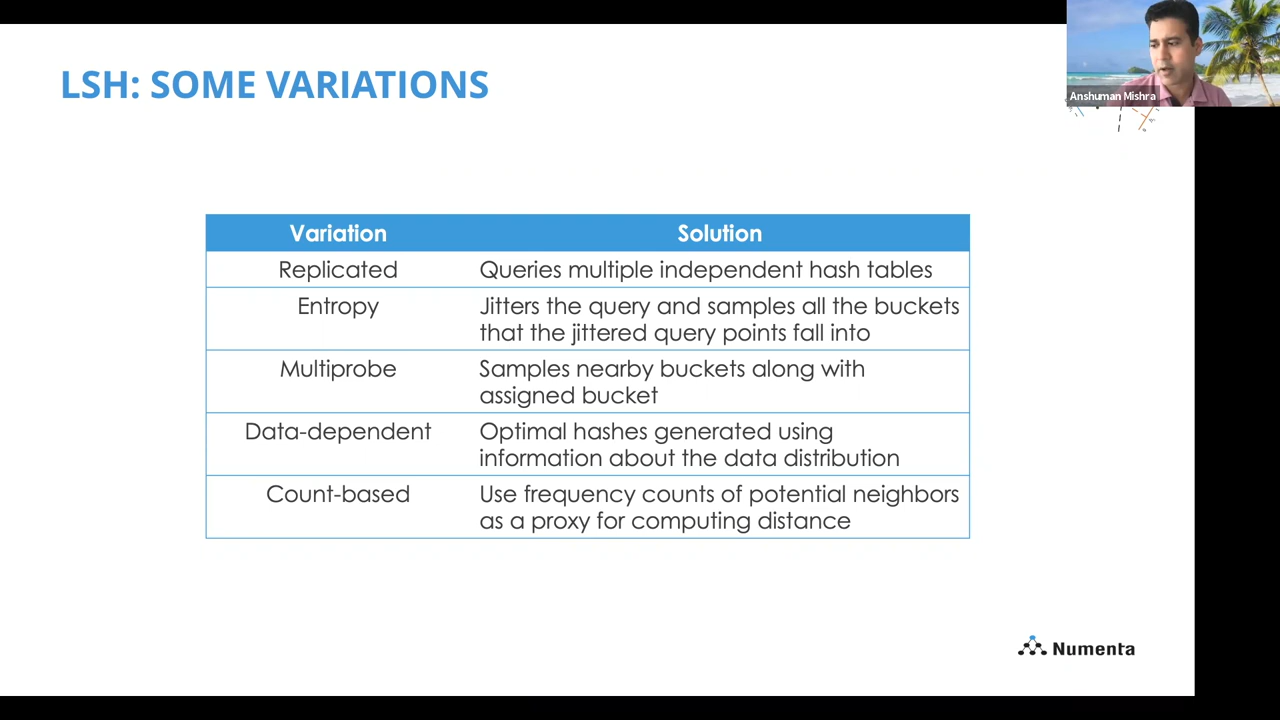 LSH: SOME VARIATIONS
Anshuman Mishra
Variation Solution
Replicated Queries multiple independent hash tables
Entropy Jitters the query and samples all the buckets
that the jittered query points fall into
Multiprobe Samples nearby buckets along with
assigned bucket
Data-dependent Optimal hashes generated using
information about the data distribution
Count-based Use frequency counts of potential neighbors
as a proxy for computing distance
Numenta